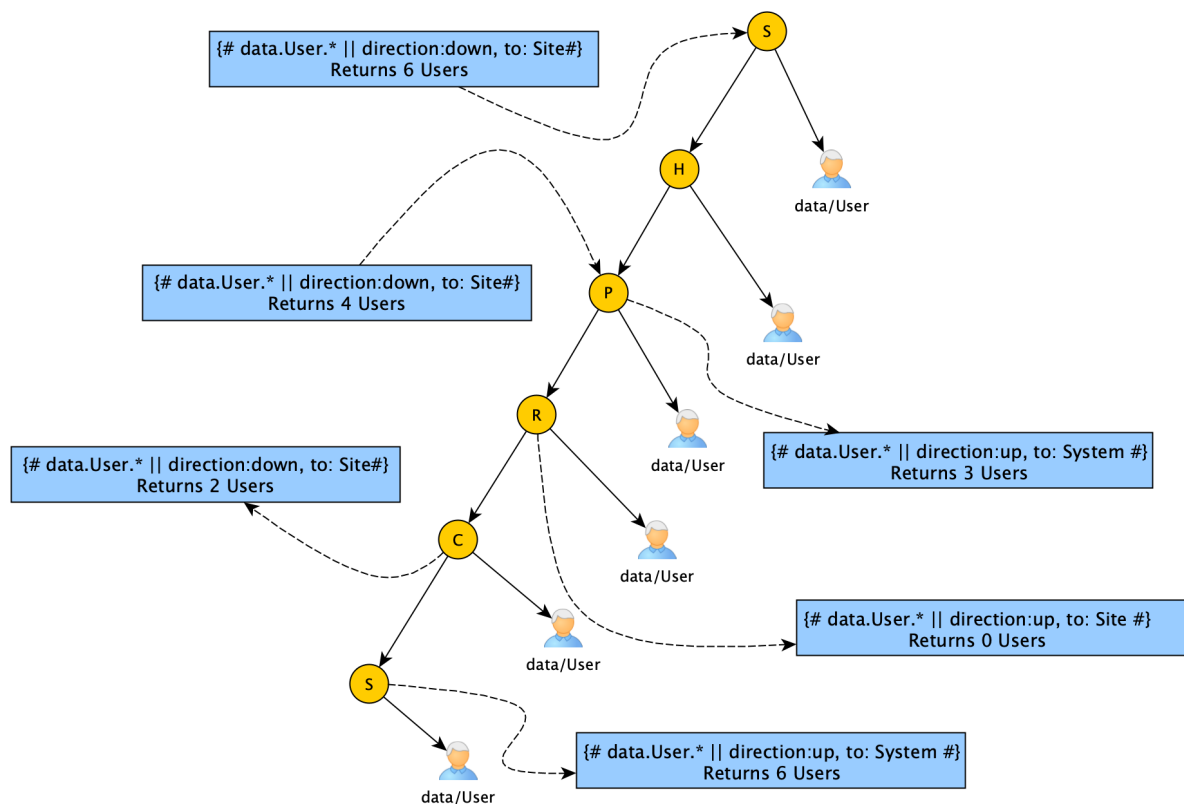 S
{# data.User.* || direction:down, to: Site#}
Returns 6 Users
H
data/User
{# data.User.* || direction:down, to: Site#}
Returns 4 Users
P
data/User
R
data/User
{# data.User.* || direction:up, to: System #}
Returns 3 Users
{# data.User.* || direction:down, to: Site#}
Returns 2 Users
C
data/User
{# data.User.* || direction:up, to: Site #}
Returns 0 Users
data/User
S
{# data.User.* || direction:up, to: System #}
Returns 6 Users
data/User